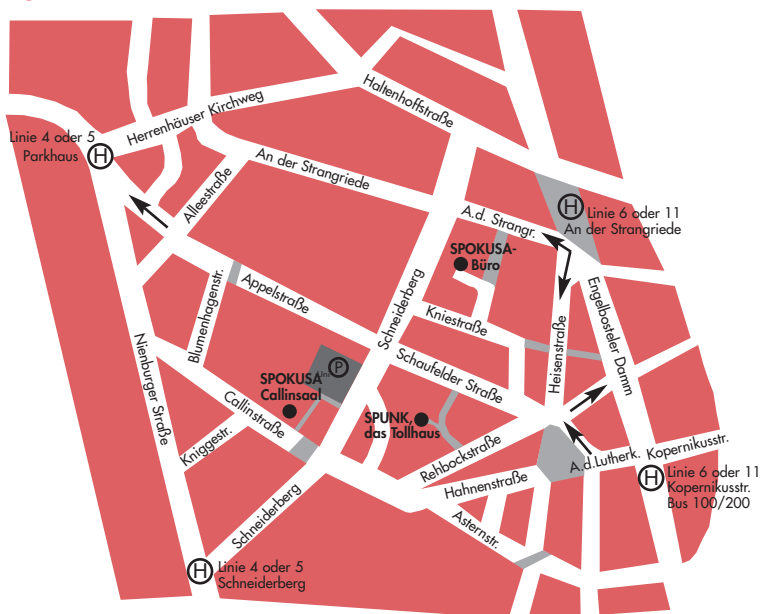 Haltenhoffstraße
Herrenhäuser Kirchweg
Linie 4 oder 5
Parkhaus
H
An der Strangriede
Alleestraße
H
Linie 6 oder 11
An der Strangriede
A.d. Strangr.
SPOKUSA-
Büro
Schneiderberg
Engelbosteler Damm
Appelstraße
Blumenhagenstr.
Kniestraße
Heisenstraße
Nienburger Straße
P
Schaufelder Straße
SPOKUSA
Callinsaal
Callinstraße
SPUNK,
das Tollhaus
Kniggestr.
Rehbockstraße
A.d.Lutherk.
Kopernikusstr.
Hahnenstraße
H
Linie 6 oder 11
Kopernikusstr.
Bus 100/200
Schneiderberg
Asternstr.
H
Linie 4 oder 5
Schneiderberg